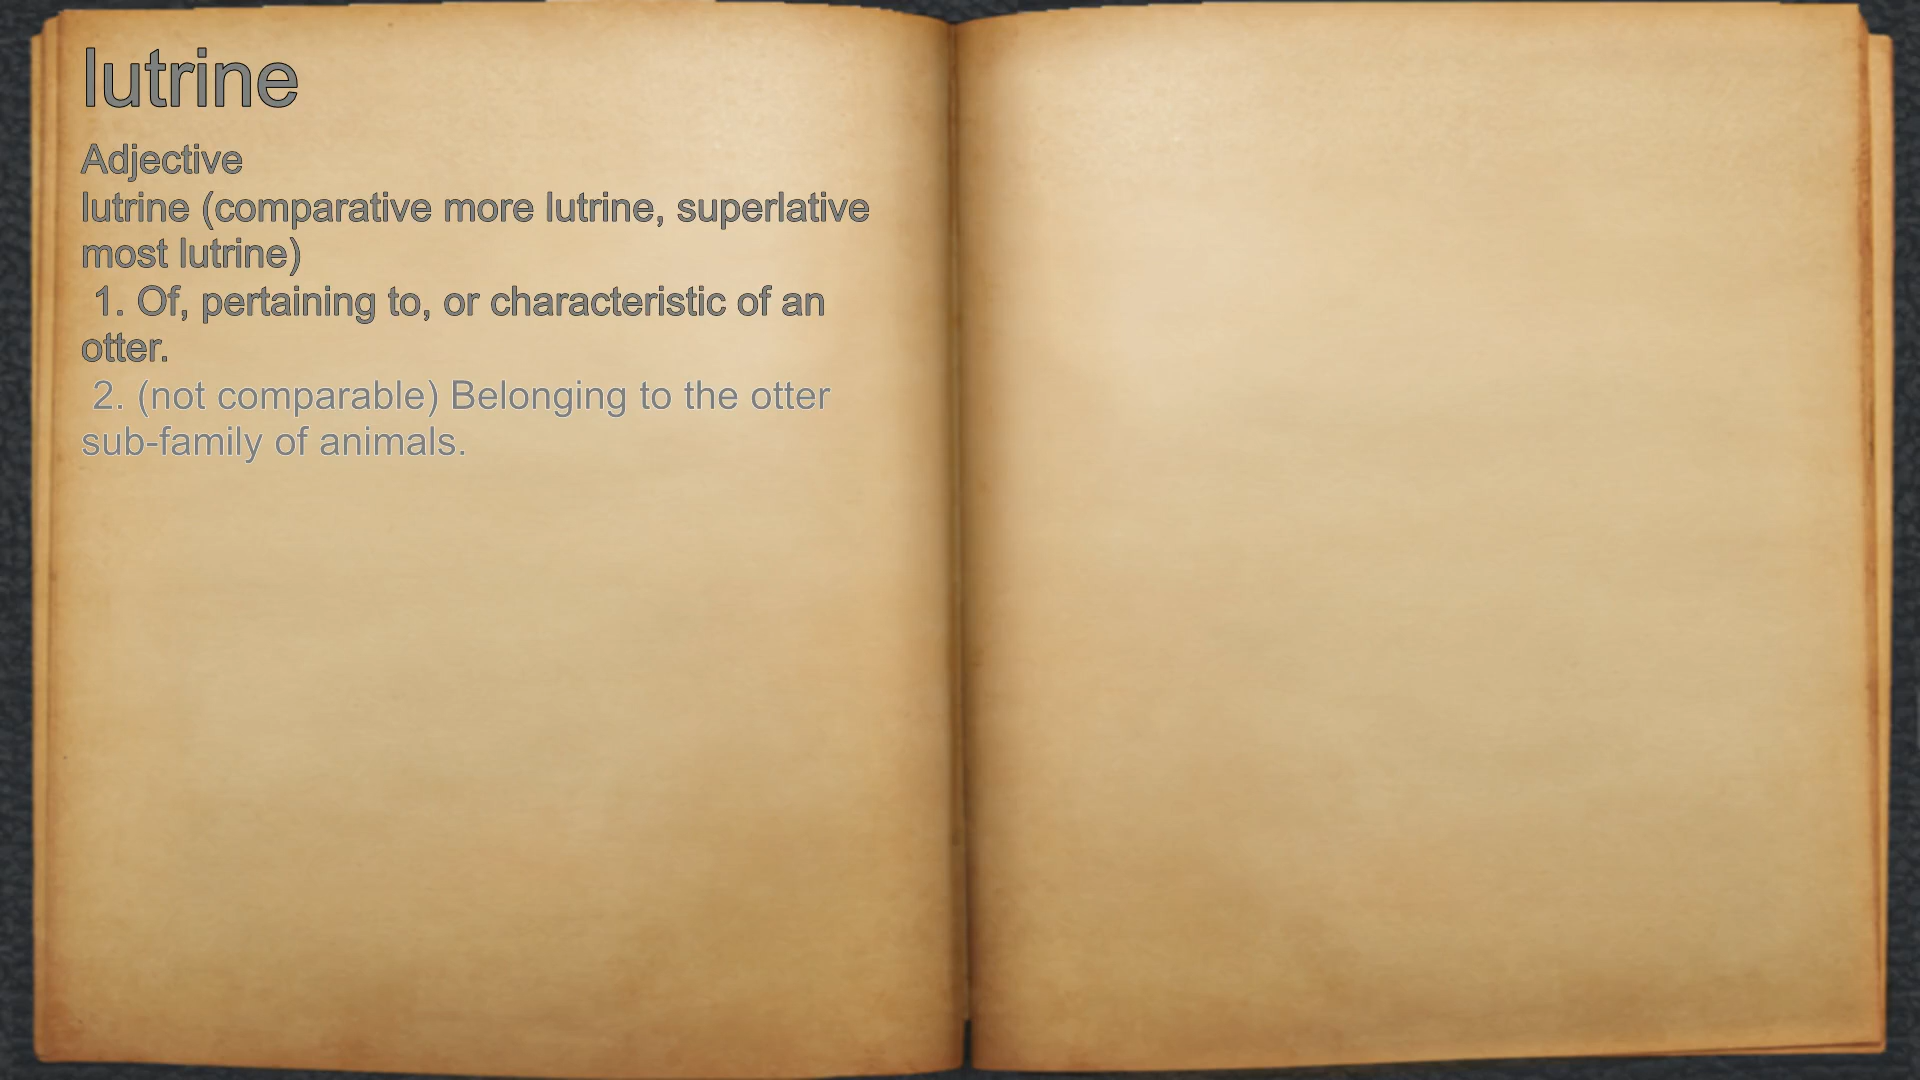 lutrine
Adjective
lutrine (comparative more lutrine, superlative
most lutrine)
1. Of, pertaining to, or characteristic of an
otter.
2. (not comparable) Belonging to the otter
sub-family of animals.